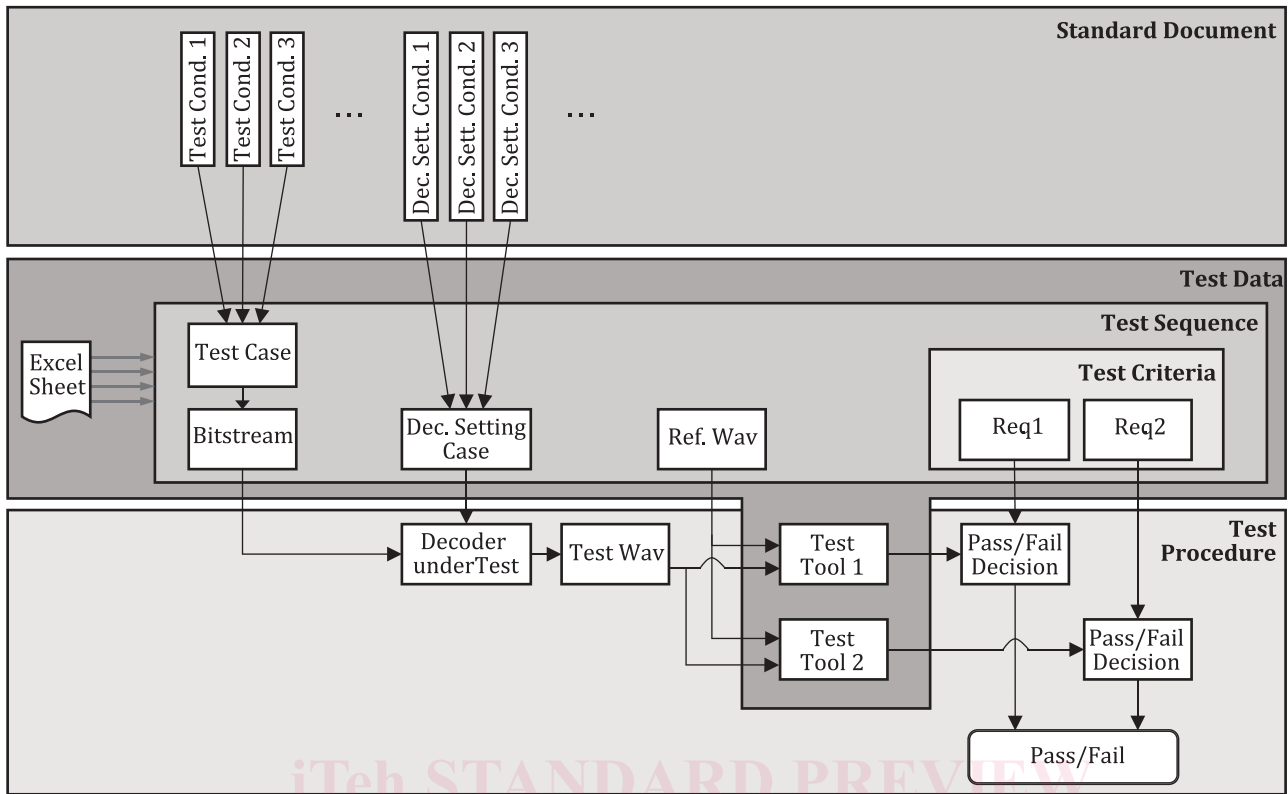 Standard Document
Test Cond. 1
Test Cond. 2
Test Cond. 3
...
Dec. Sett. Cond. 1
Dec. Sett. Cond. 2
Dec. Sett. Cond. 3
...
Test Data
Test Sequence
Excel
Sheet
Test Case
Bitstream
Dec. Setting
Case
Ref. Wav
Test Criteria
Req1
Req2
Test
Procedure
Decoder
underTest
Test Wav
Test
Tool 1
Pass/Fail
Decision
Test
Tool 2
Pass/Fail
Decision
Pass/Fail
iTeh STANDARD PREVIEW